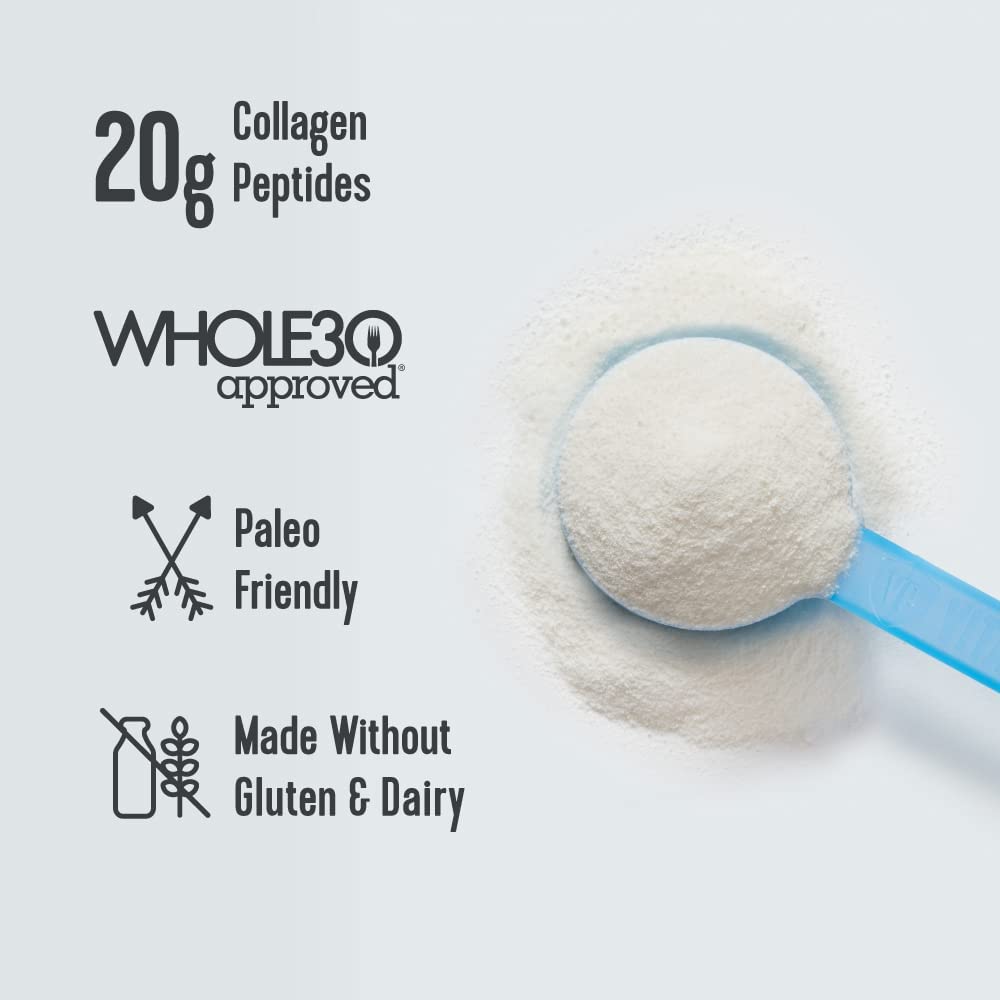 20g Collagen
Peptides
WHOLE30
approved®
Paleo
Friendly
Made Without
Gluten & Dairy